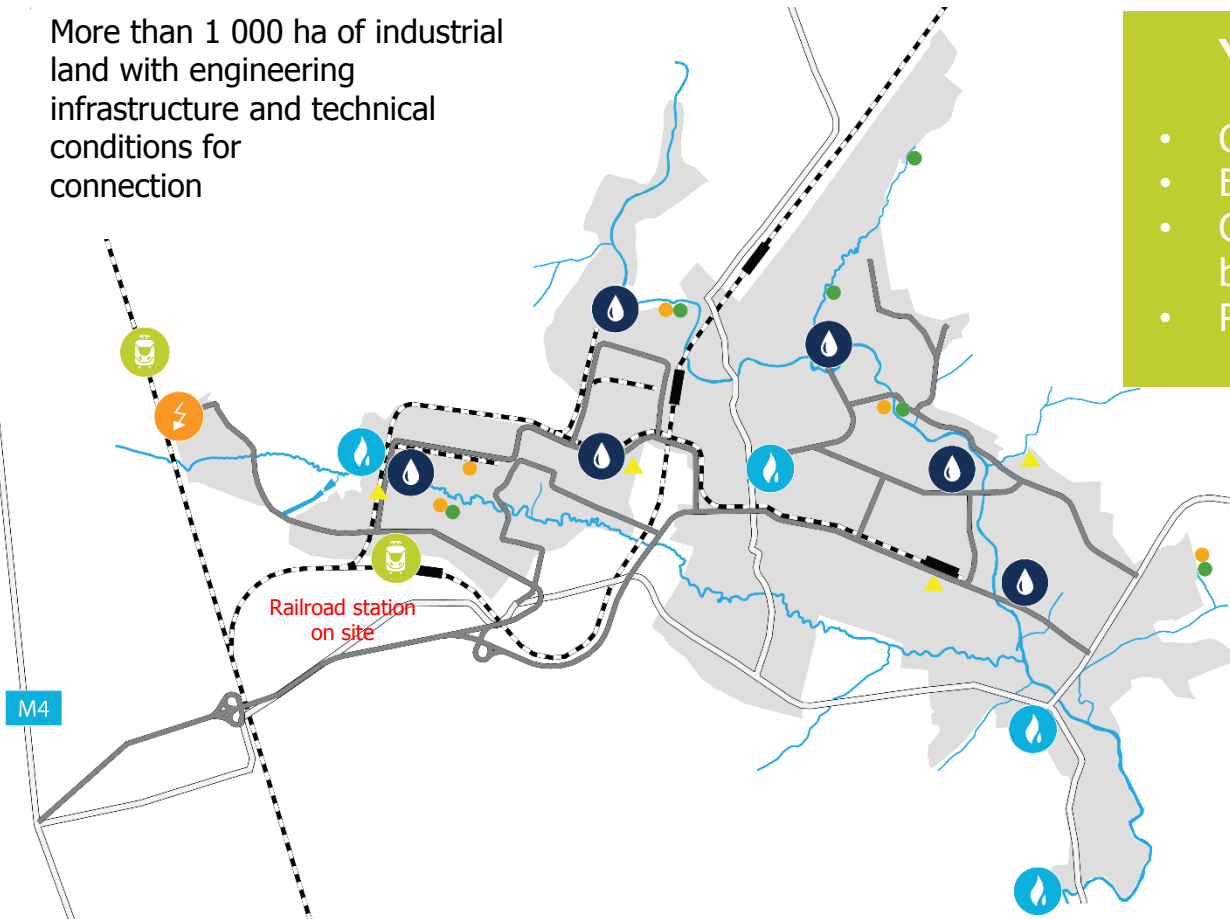 More than 1 000 ha of industrial
land with engineering
infrastructure and technical
conditions for
connection
Railroad station
on site
M4